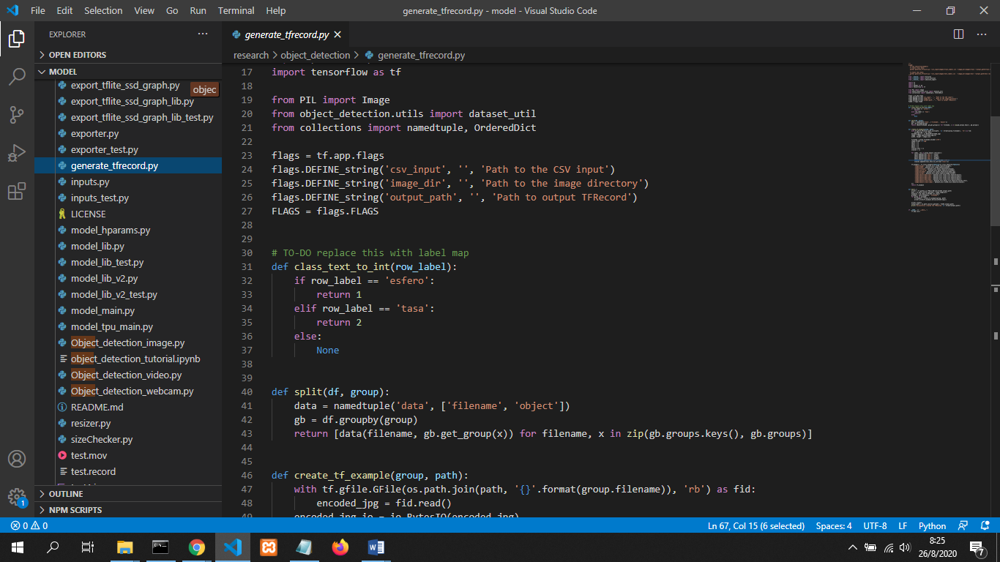 File Edit Selection View Go Run Terminal Help
generate_tfrecord.py - model - Visual Studio Code
EXPLORER
OPEN EDITORS
MODEL
export_tflite_ssd_graph.py
objec
export_tflite_ssd_graph_lib.py
export_tflite_ssd_graph_lib_test.py
exporter.py
exporter_test.py
generate_tfrecord.py
inputs.py
inputs_test.py
LICENSE
model_hparams.py
model_lib.py
model_lib_test.py
model_lib_v2.py
model_lib_v2_test.py
model_main.py
model_tpu_main.py
Object_detection_image.py
object_detection_tutorial.ipynb
Object_detection_video.py
Object_detection_webcam.py
README.md
resizer.py
sizeChecker.py
test.mov
test.record
OUTLINE
NPM SCRIPTS
generate_tfrecord.py
research > object_detection > generate_tfrecord.py
17 import tensorflow as tf
18
19 from PIL import Image
20 from object_detection.utils import dataset_util
21 from collections import namedtuple, OrderedDict
22
23 flags = tf.app.flags
24 flags.DEFINE_string('csv_input', '', 'Path to the CSV input')
25 flags.DEFINE_string('image_dir', '', 'Path to the image directory')
26 flags.DEFINE_string('output_path', '', 'Path to output TFRecord')
27 FLAGS = flags.FLAGS
28
29
30 # TO-DO replace this with label map
31 def class_text_to_int(row_label):
32     if row_label == 'esfero':
33         return 1
34     elif row_label == 'tasa':
35         return 2
36     else:
37         None
38
39
40 def split(df, group):
41     data = namedtuple('data', ['filename', 'object'])
42     gb = df.groupby(group)
43     return [data(filename, gb.get_group(x)) for filename, x in zip(gb.groups.keys(), gb.groups)]
44
45
46 def create_tf_example(group, path):
47     with tf.gfile.GFile(os.path.join(path, '{}'.format(group.filename)), 'rb') as fid:
48         encoded_jpg = fid.read()
49     encoded_jpg_io = io.BytesIO(encoded_jpg)
1
0 0
Ln 67, Col 15 (6 selected) Spaces: 4 UTF-8 LF Python
8:25
26/8/2020
7